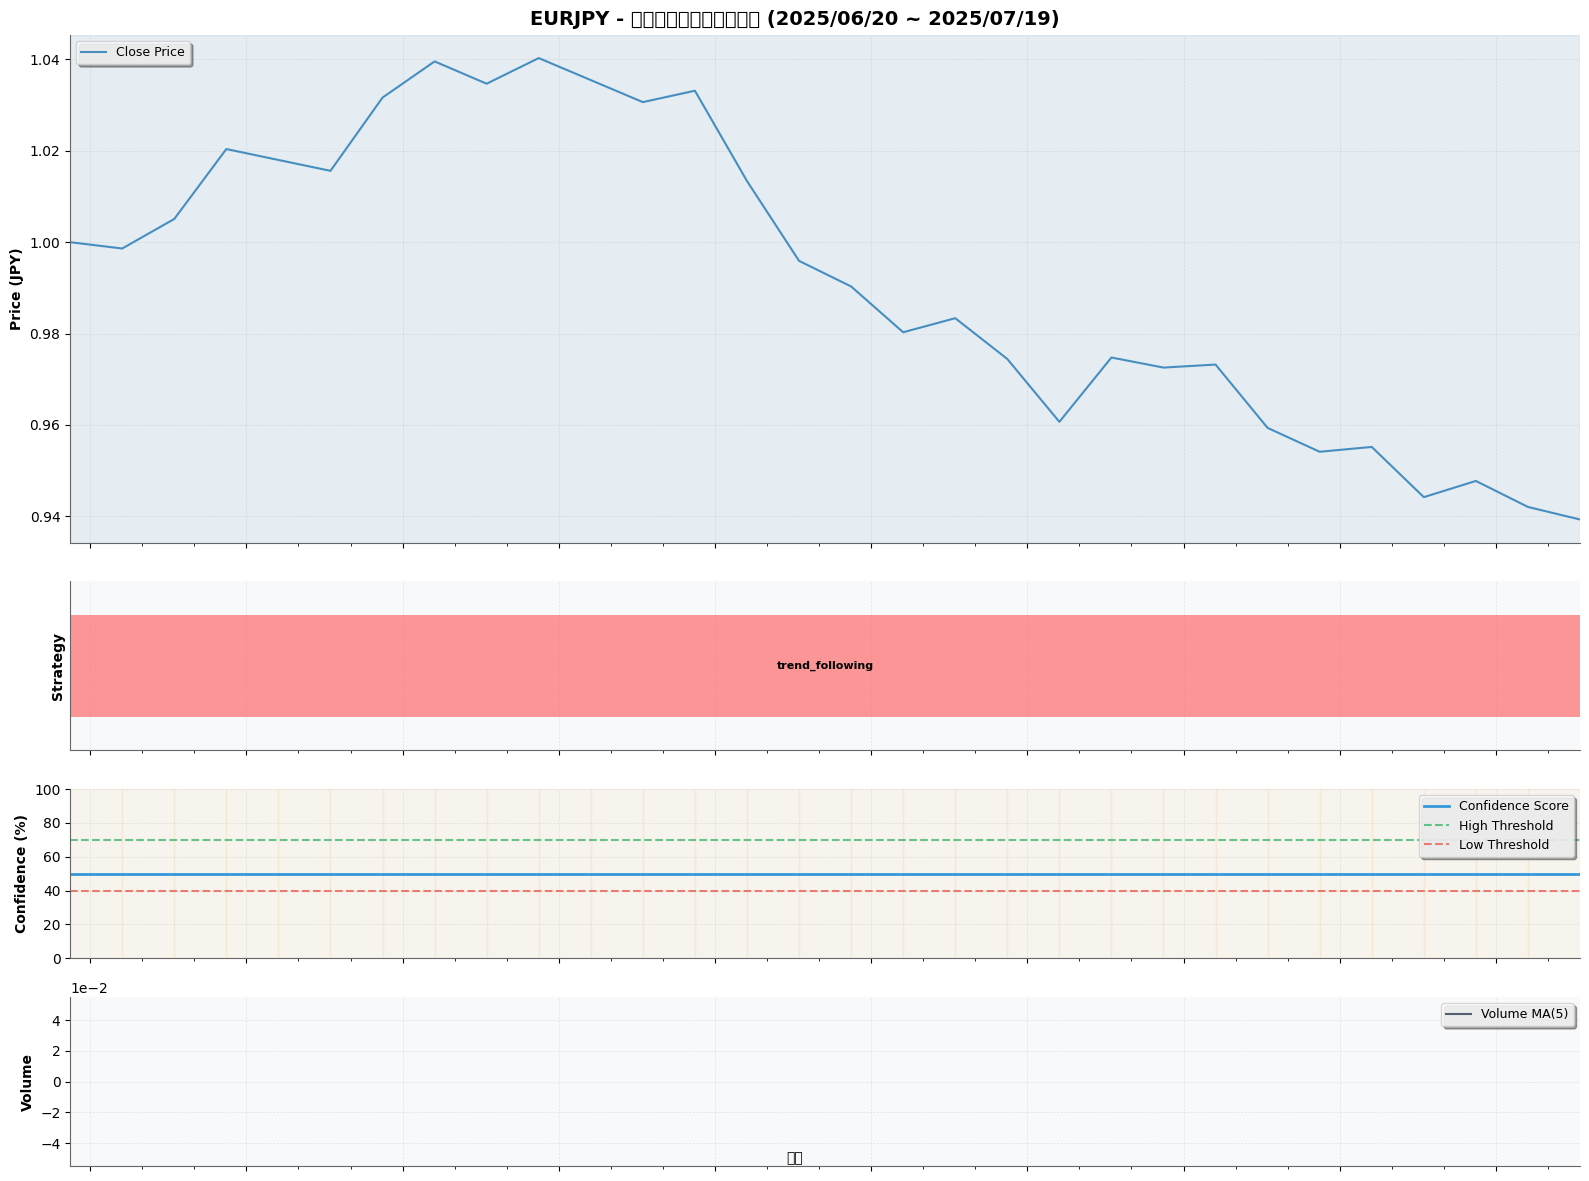 EURJPY - (2025/06/20 ~ 2025/07/19)
Close Price
Price (JPY)
1.04
1.02
1.00
0.98
0.96
0.94
Strategy
trend_following
Confidence (%)
100
80
60
40
20
0
Confidence Score
High Threshold
Low Threshold
1e−2
Volume
4
2
0
−2
−4
Volume MA(5)